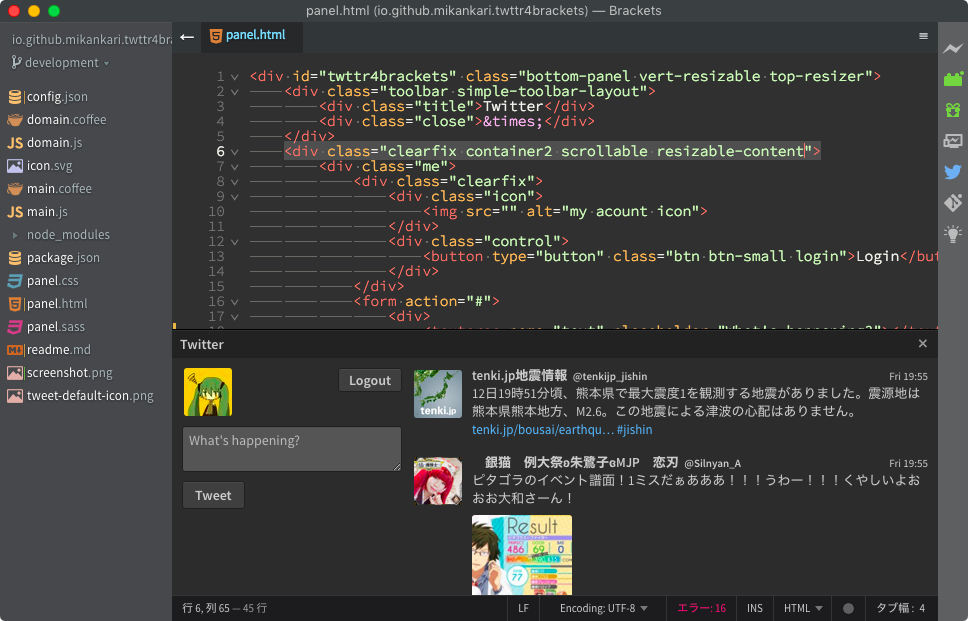 panel.html (io.github.mikankari.twttr4brackets) — Brackets
io.github.mikankari.twttr4bra
development
config.json
domain.coffee
JS domain.js
icon.svg
main.coffee
JS main.js
node_modules
package.json
panel.css
panel.html
panel.sass
readme.md
screenshot.png
tweet-default-icon.png
panel.html
1 <div id="twttr4brackets" class="bottom-panel vert-resizable top-resizer">
2 <div class="toolbar simple-toolbar-layout">
3 <div class="title">Twitter</div>
4 <div class="close">&times;</div>
5 </div>
6 <div class="clearfix container2 scrollable resizable-content">
7 <div class="me">
8 <div class="clearfix">
9 <div class="icon">
10 <img src="" alt="my acount icon">
11 </div>
12 <div class="control">
13 <button type="button" class="btn btn-small login">Login</but
14 </div>
15 </div>
16 <form action="#">
17 <div>
Twitter
Logout
What's happening?
Tweet
tenki.jp
tenki.jp地震情報 @tenkijp_jishin Fri 19:55
12日19時51分頃、熊本県で最大震度1を観測する地震がありました。震源地は
熊本県熊本地方、M2.6。この地震による津波の心配はありません。
tenki.jp/bousai/earthqu… #jishin
銀猫 例大祭ʚ朱鷺子ɞMJP 恋刃 @Silnyan_A Fri 19:55
ピタゴラのイベント譜面！1ミスだぁあああ！！！うわー！！！くやしいよお
おお大和さーん！
Result
486 69 0
77
行 6, 列 65 — 45 行
LF
Encoding: UTF-8
エラー: 16
INS
HTML
タブ幅: 4